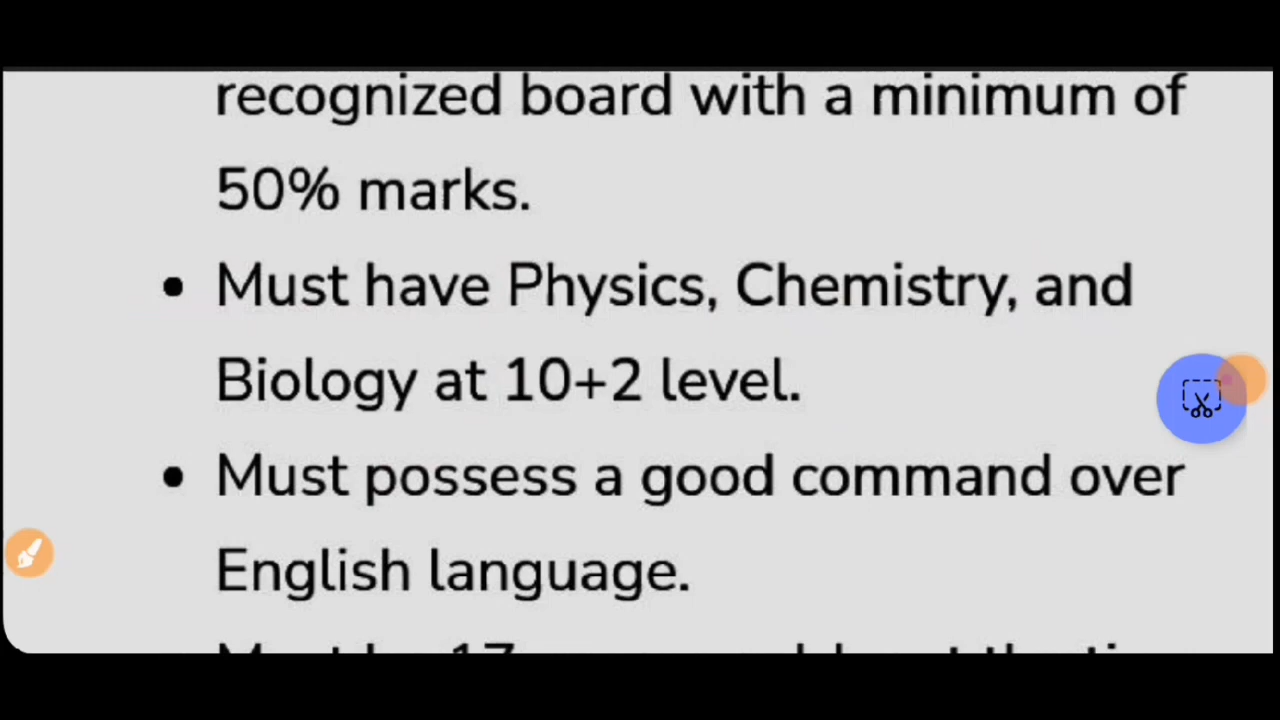 recognized board with a minimum of
50% marks.
• Must have Physics, Chemistry, and
Biology at 10+2 level.
• Must possess a good command over
English language.